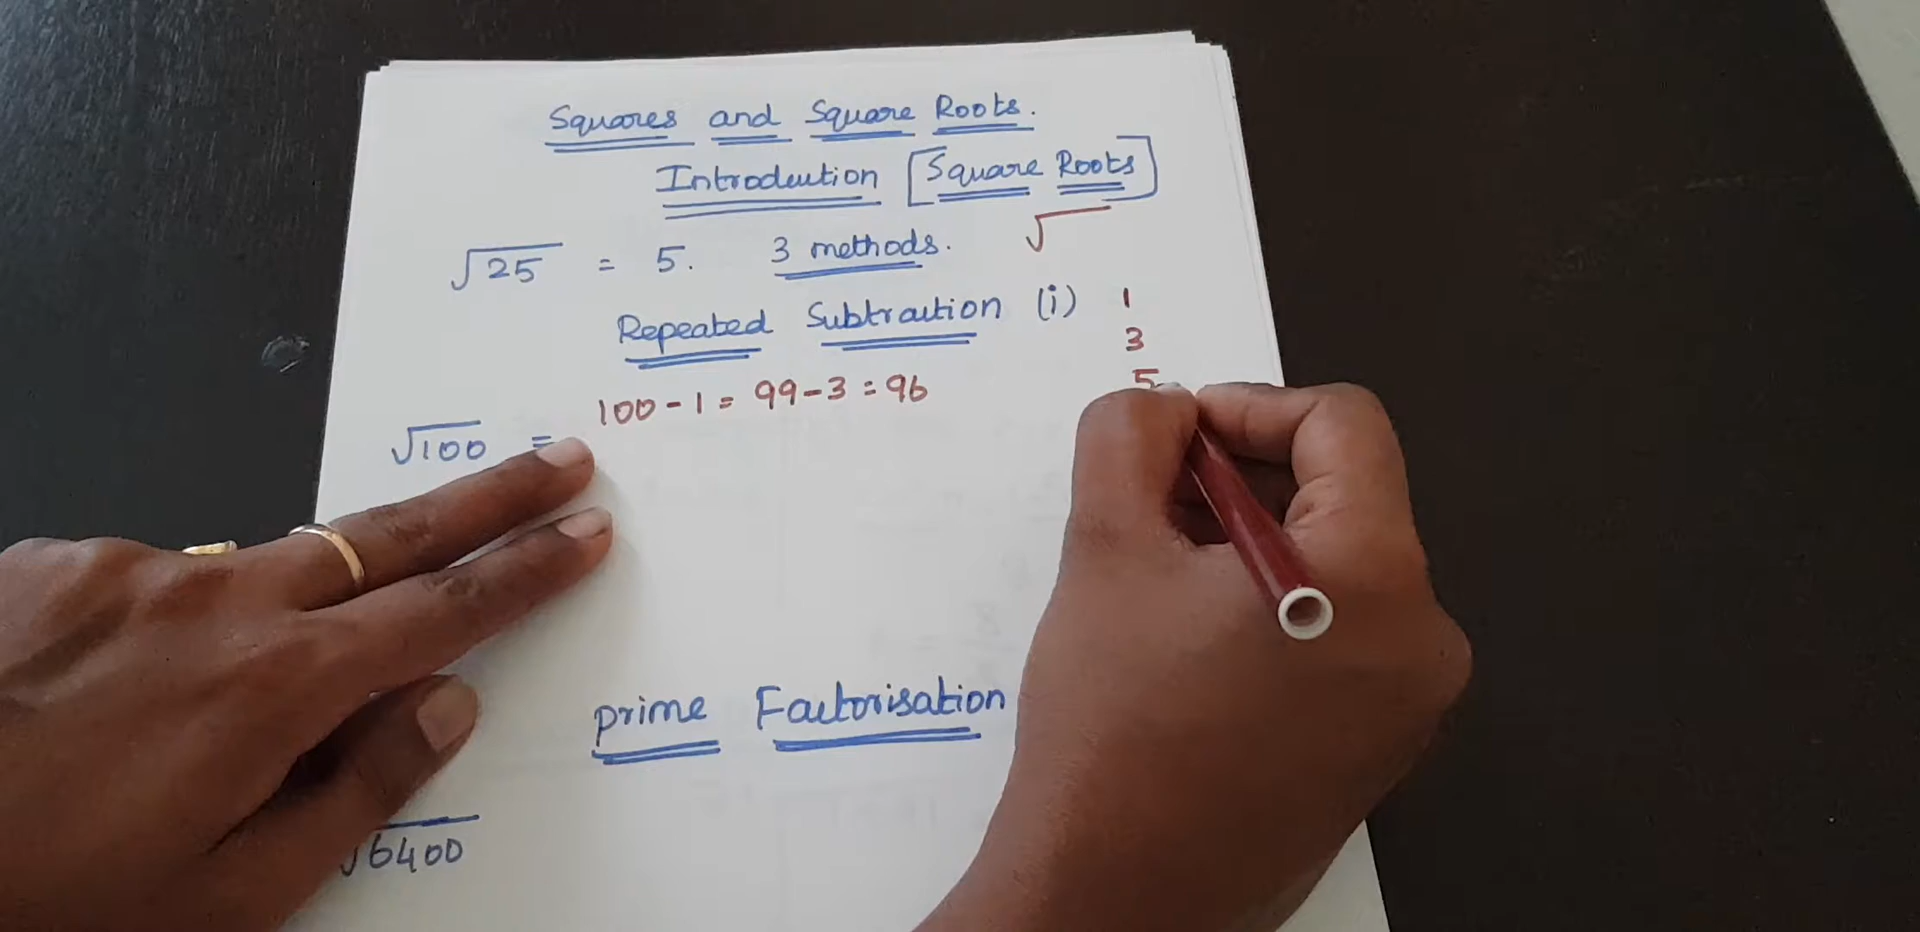 Squares and Square Roots.
Introduction [Square Roots]
√25 = 5. 3 methods. √
Repeated Subtraction (i) 1
3
5
100 - 1 = 99 - 3 = 96
√100 =
Prime Factorisation
√6400